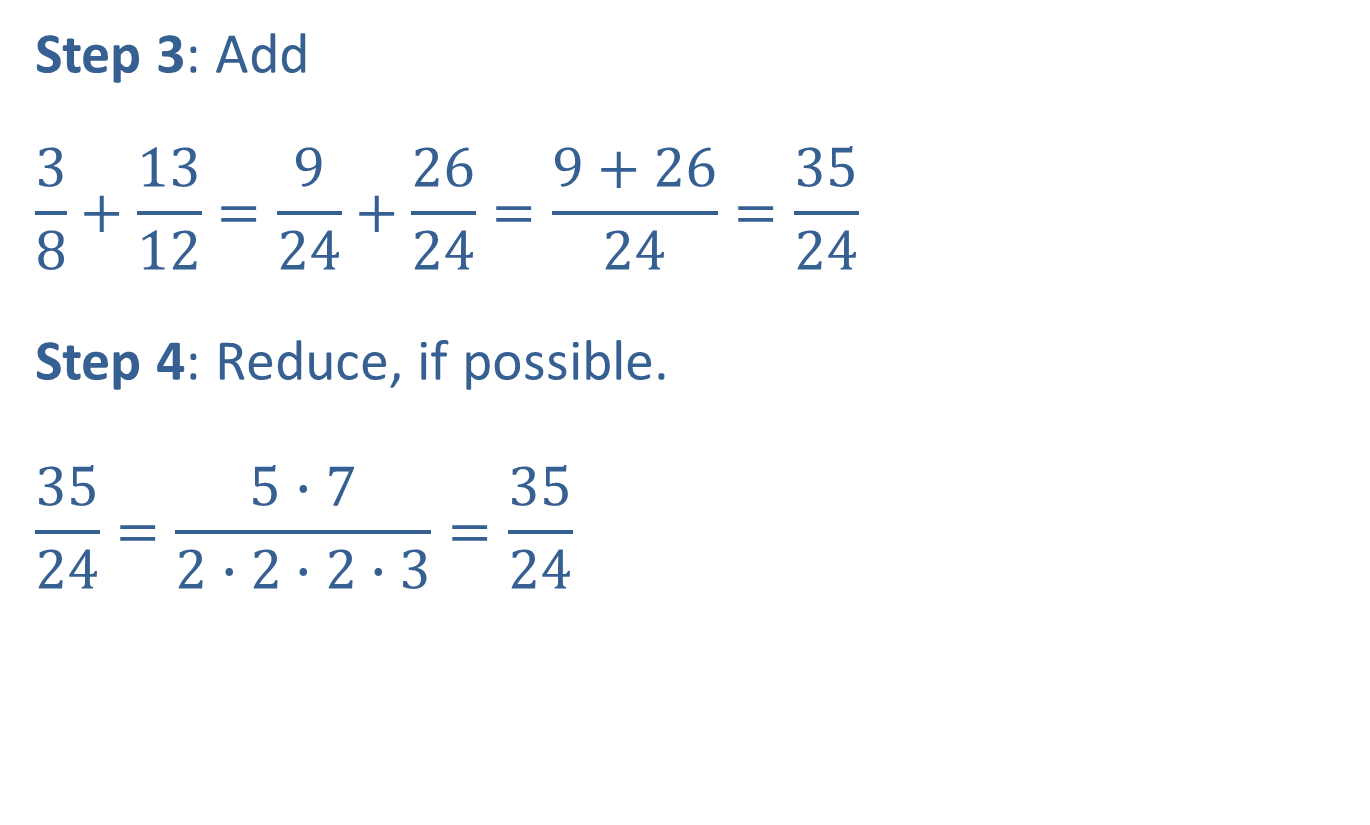 Step 3: Add
3/8 + 13/12 = 9/24 + 26/24 = (9 + 26)/24 = 35/24
Step 4: Reduce, if possible.
35/24 = (5 · 7)/(2 · 2 · 2 · 3) = 35/24